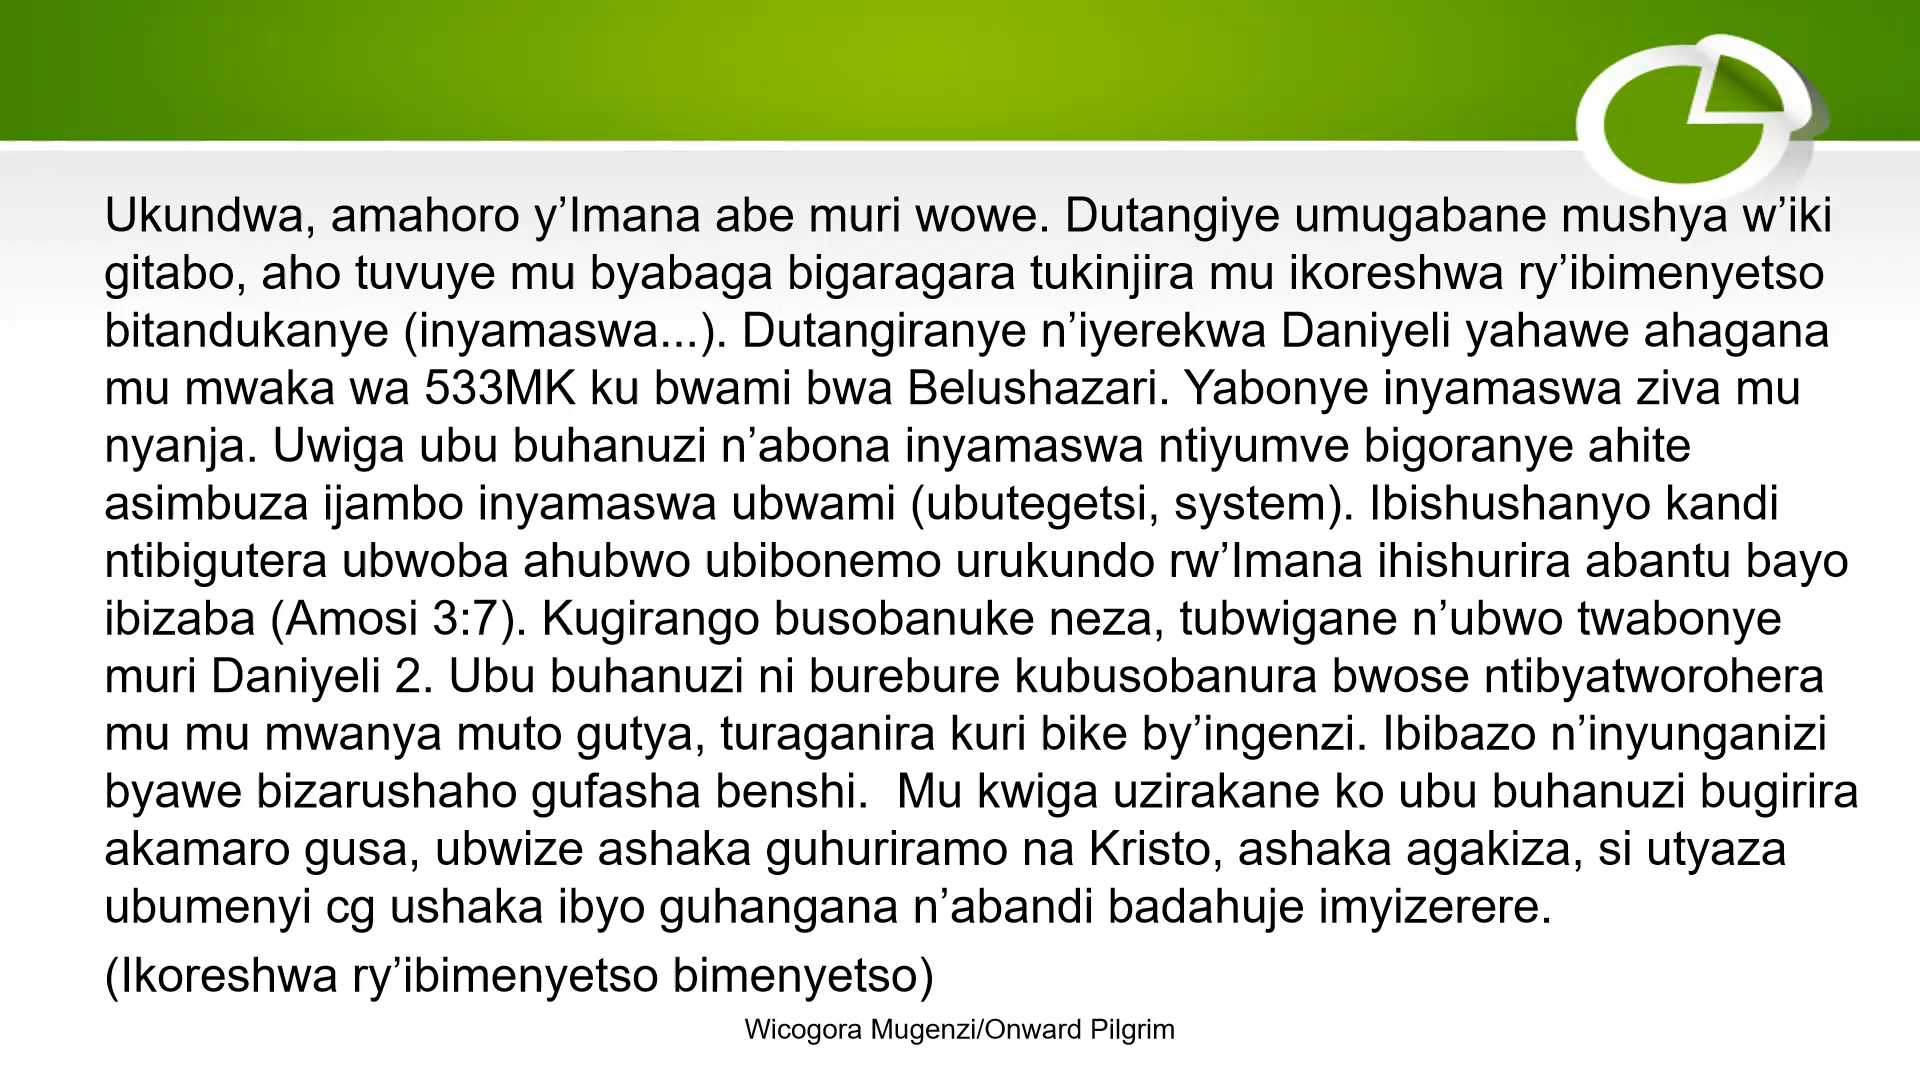 Ukundwa, amahoro y’Imana abe muri wowe. Dutangiye umugabane mushya w’iki
gitabo, aho tuvuye mu byabaga bigaragara tukinjira mu ikoreshwa ry’ibimenyetso
bitandukanye (inyamaswa...). Dutangiranye n’iyerekwa Daniyeli yahawe ahagana
mu mwaka wa 533MK ku bwami bwa Belushazari. Yabonye inyamaswa ziva mu
nyanja. Uwiga ubu buhanuzi n’abona inyamaswa ntiyumve bigoranye ahite
asimbuza ijambo inyamaswa ubwami (ubutegetsi, system). Ibishushanyo kandi
ntibigutera ubwoba ahubwo ubibonemo urukundo rw’Imana ihishurira abantu bayo
ibizaba (Amosi 3:7). Kugirango busobanuke neza, tubwigane n’ubwo twabonye
muri Daniyeli 2. Ubu buhanuzi ni burebure kubusobanura bwose ntibyatworohera
mu mu mwanya muto gutya, turaganira kuri bike by’ingenzi. Ibibazo n’inyunganizi
byawe bizarushaho gufasha benshi.  Mu kwiga uzirakane ko ubu buhanuzi bugirira
akamaro gusa, ubwize ashaka guhuriramo na Kristo, ashaka agakiza, si utyaza
ubumenyi cg ushaka ibyo guhangana n’abandi badahuje imyizerere.
(Ikoreshwa ry’ibimenyetso bimenyetso)
Wicogora Mugenzi/Onward Pilgrim